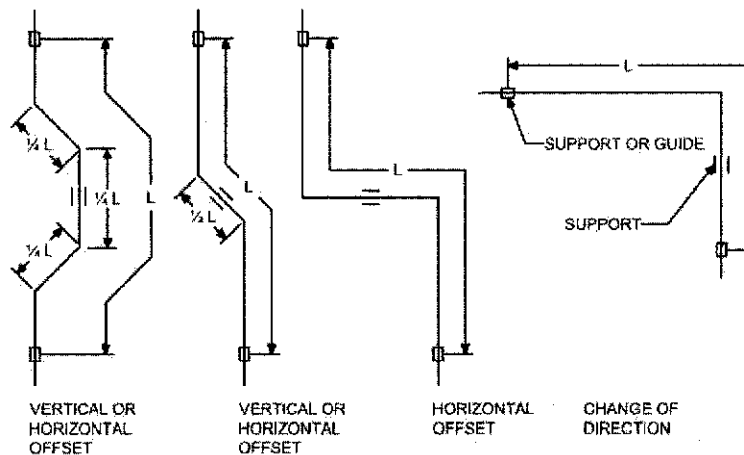 L
¼ L
SUPPORT OR GUIDE
¼ L
L
L
½ L
SUPPORT
¼ L
VERTICAL OR
HORIZONTAL
OFFSET
VERTICAL OR
HORIZONTAL
OFFSET
HORIZONTAL
OFFSET
CHANGE OF
DIRECTION